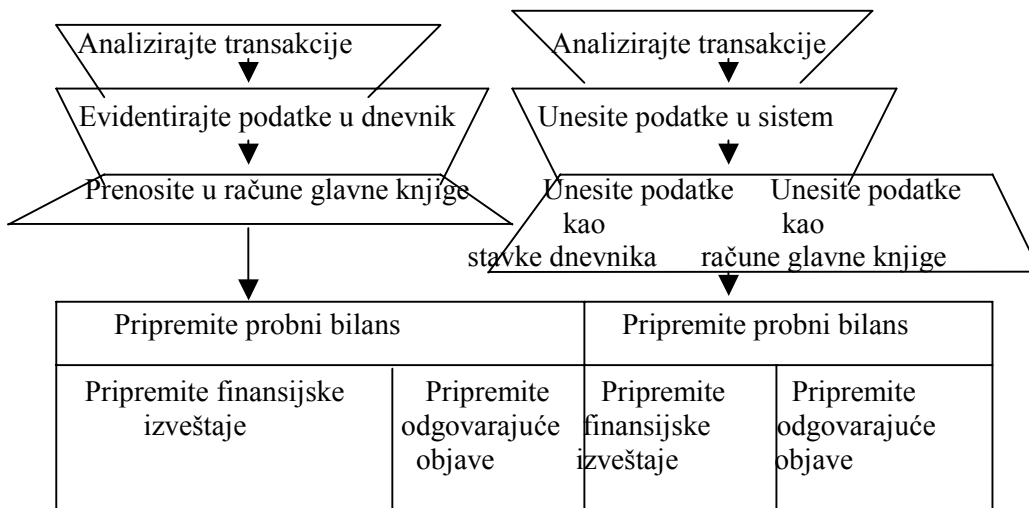 Analizirajte transakcije
Evidentirajte podatke u dnevnik
Prenosite u račune glavne knjige
Analizirajte transakcije
Unesite podatke u sistem
Unesite podatke
kao
stavke dnevnika
Unesite podatke
kao
račune glavne knjige
Pripremite probni bilans
Pripremite finansijske
izveštaje
Pripremite
odgovarajuće
objave
Pripremite probni bilans
Pripremite
finansijske
izveštaje
Pripremite
odgovarajuće
objave